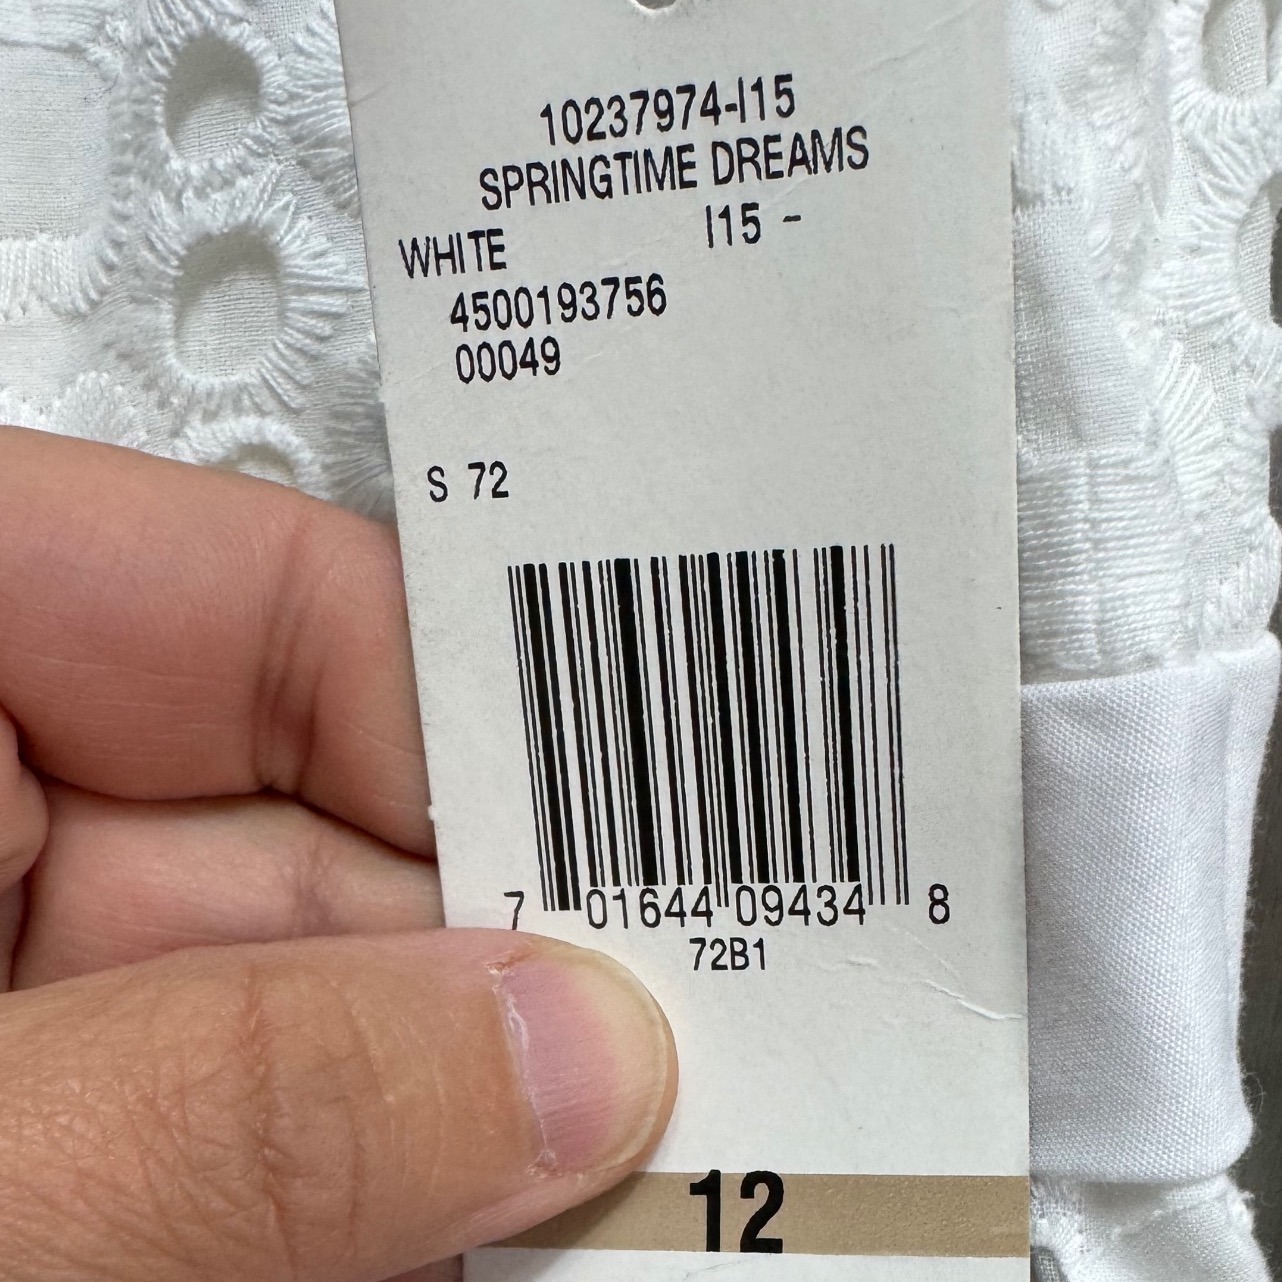 10237974-I15
SPRINGTIME DREAMS
WHITE I15 -
4500193756
00049
S 72
7 01644 09434 8
72B1
12